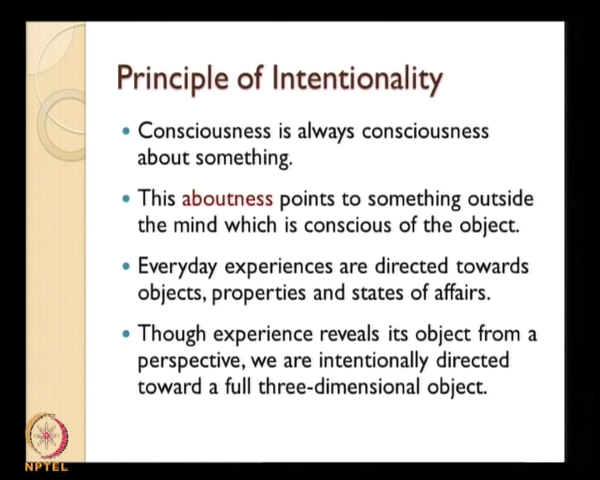 Principle of Intentionality
• Consciousness is always consciousness
about something.
• This aboutness points to something outside
the mind which is conscious of the object.
• Everyday experiences are directed towards
objects, properties and states of affairs.
• Though experience reveals its object from a
perspective, we are intentionally directed
toward a full three-dimensional object.
NPTEL